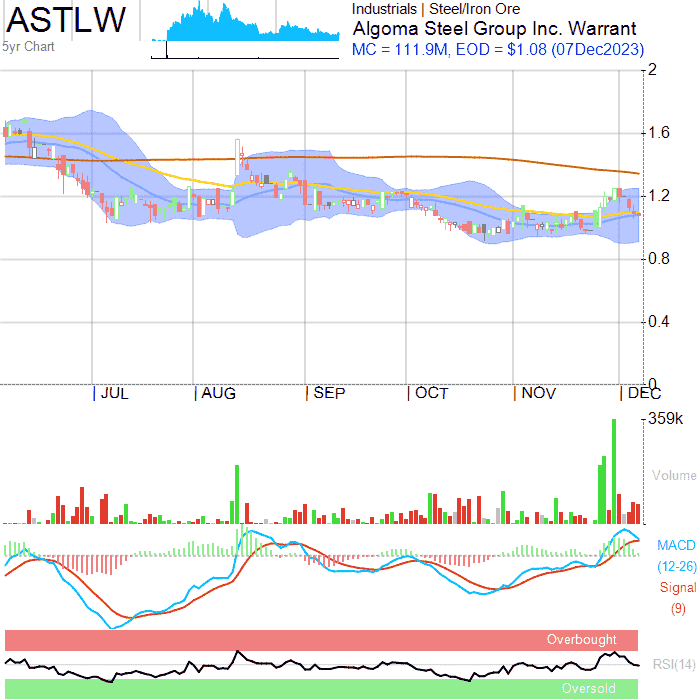 ASTLW
5yr Chart
Industrials | Steel/Iron Ore
Algoma Steel Group Inc. Warrant
MC = 111.9M, EOD = $1.08 (07Dec2023)
2
1.6
1.2
0.8
0.4
0
JUL
AUG
SEP
OCT
NOV
DEC
359k
Volume
MACD
(12-26)
Signal
(9)
Overbought
RSI(14)
Oversold